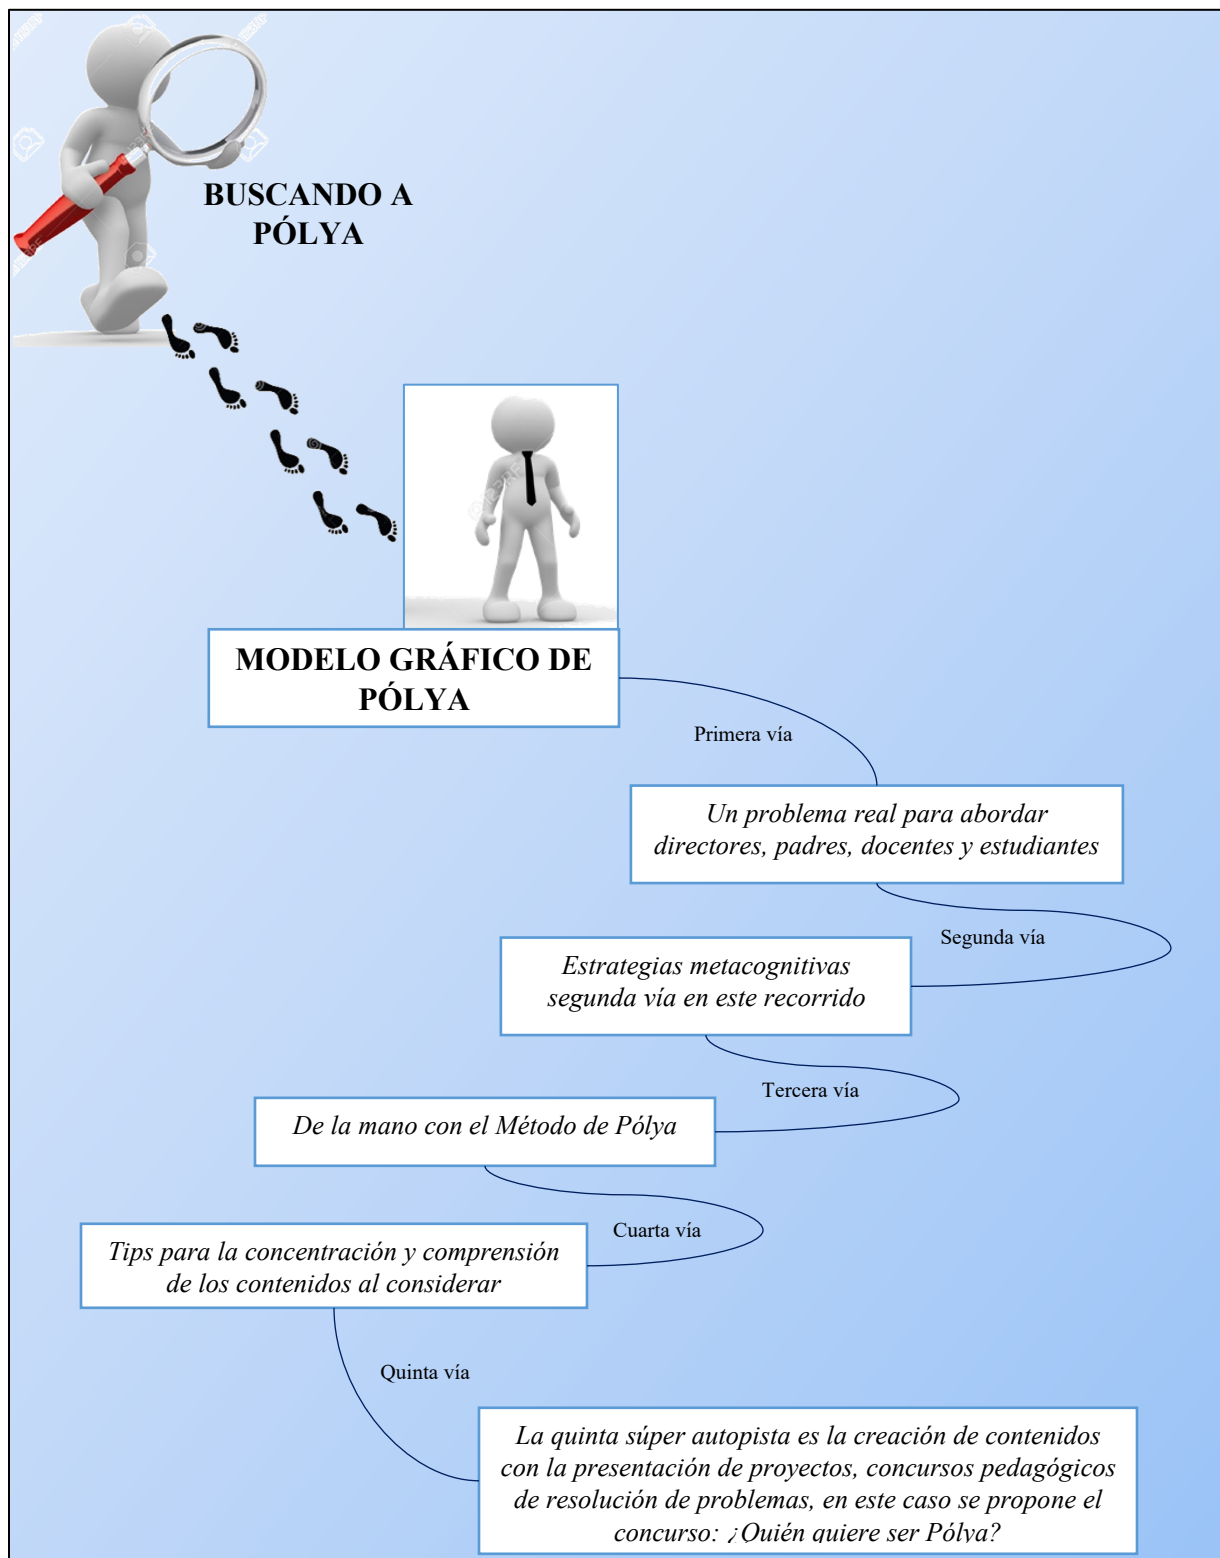 BUSCANDO A
PÓLYA
MODELO GRÁFICO DE
PÓLYA
Primera vía
Un problema real para abordar
directores, padres, docentes y estudiantes
Segunda vía
Estrategias metacognitivas
segunda vía en este recorrido
Tercera vía
De la mano con el Método de Pólya
Cuarta vía
Tips para la concentración y comprensión
de los contenidos al considerar
Quinta vía
La quinta súper autopista es la creación de contenidos
con la presentación de proyectos, concursos pedagógicos
de resolución de problemas, en este caso se propone el
concurso: ¿Quién quiere ser Pólya?